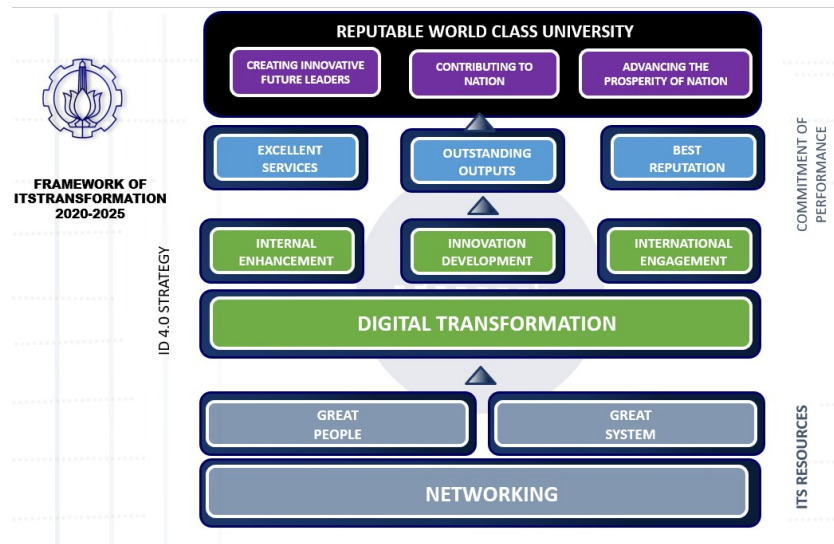 REPUTABLE WORLD CLASS UNIVERSITY
CREATING INNOVATIVE
FUTURE LEADERS
CONTRIBUTING TO
NATION
ADVANCING THE
PROSPERITY OF NATION
EXCELLENT
SERVICES
OUTSTANDING
OUTPUTS
BEST
REPUTATION
COMMITMENT OF
PERFORMANCE
FRAMEWORK OF
ITSTRANSFORMATION
2020-2025
ID 4.0 STRATEGY
INTERNAL
ENHANCEMENT
INNOVATION
DEVELOPMENT
INTERNATIONAL
ENGAGEMENT
DIGITAL TRANSFORMATION
GREAT
PEOPLE
GREAT
SYSTEM
NETWORKING
ITS RESOURCES